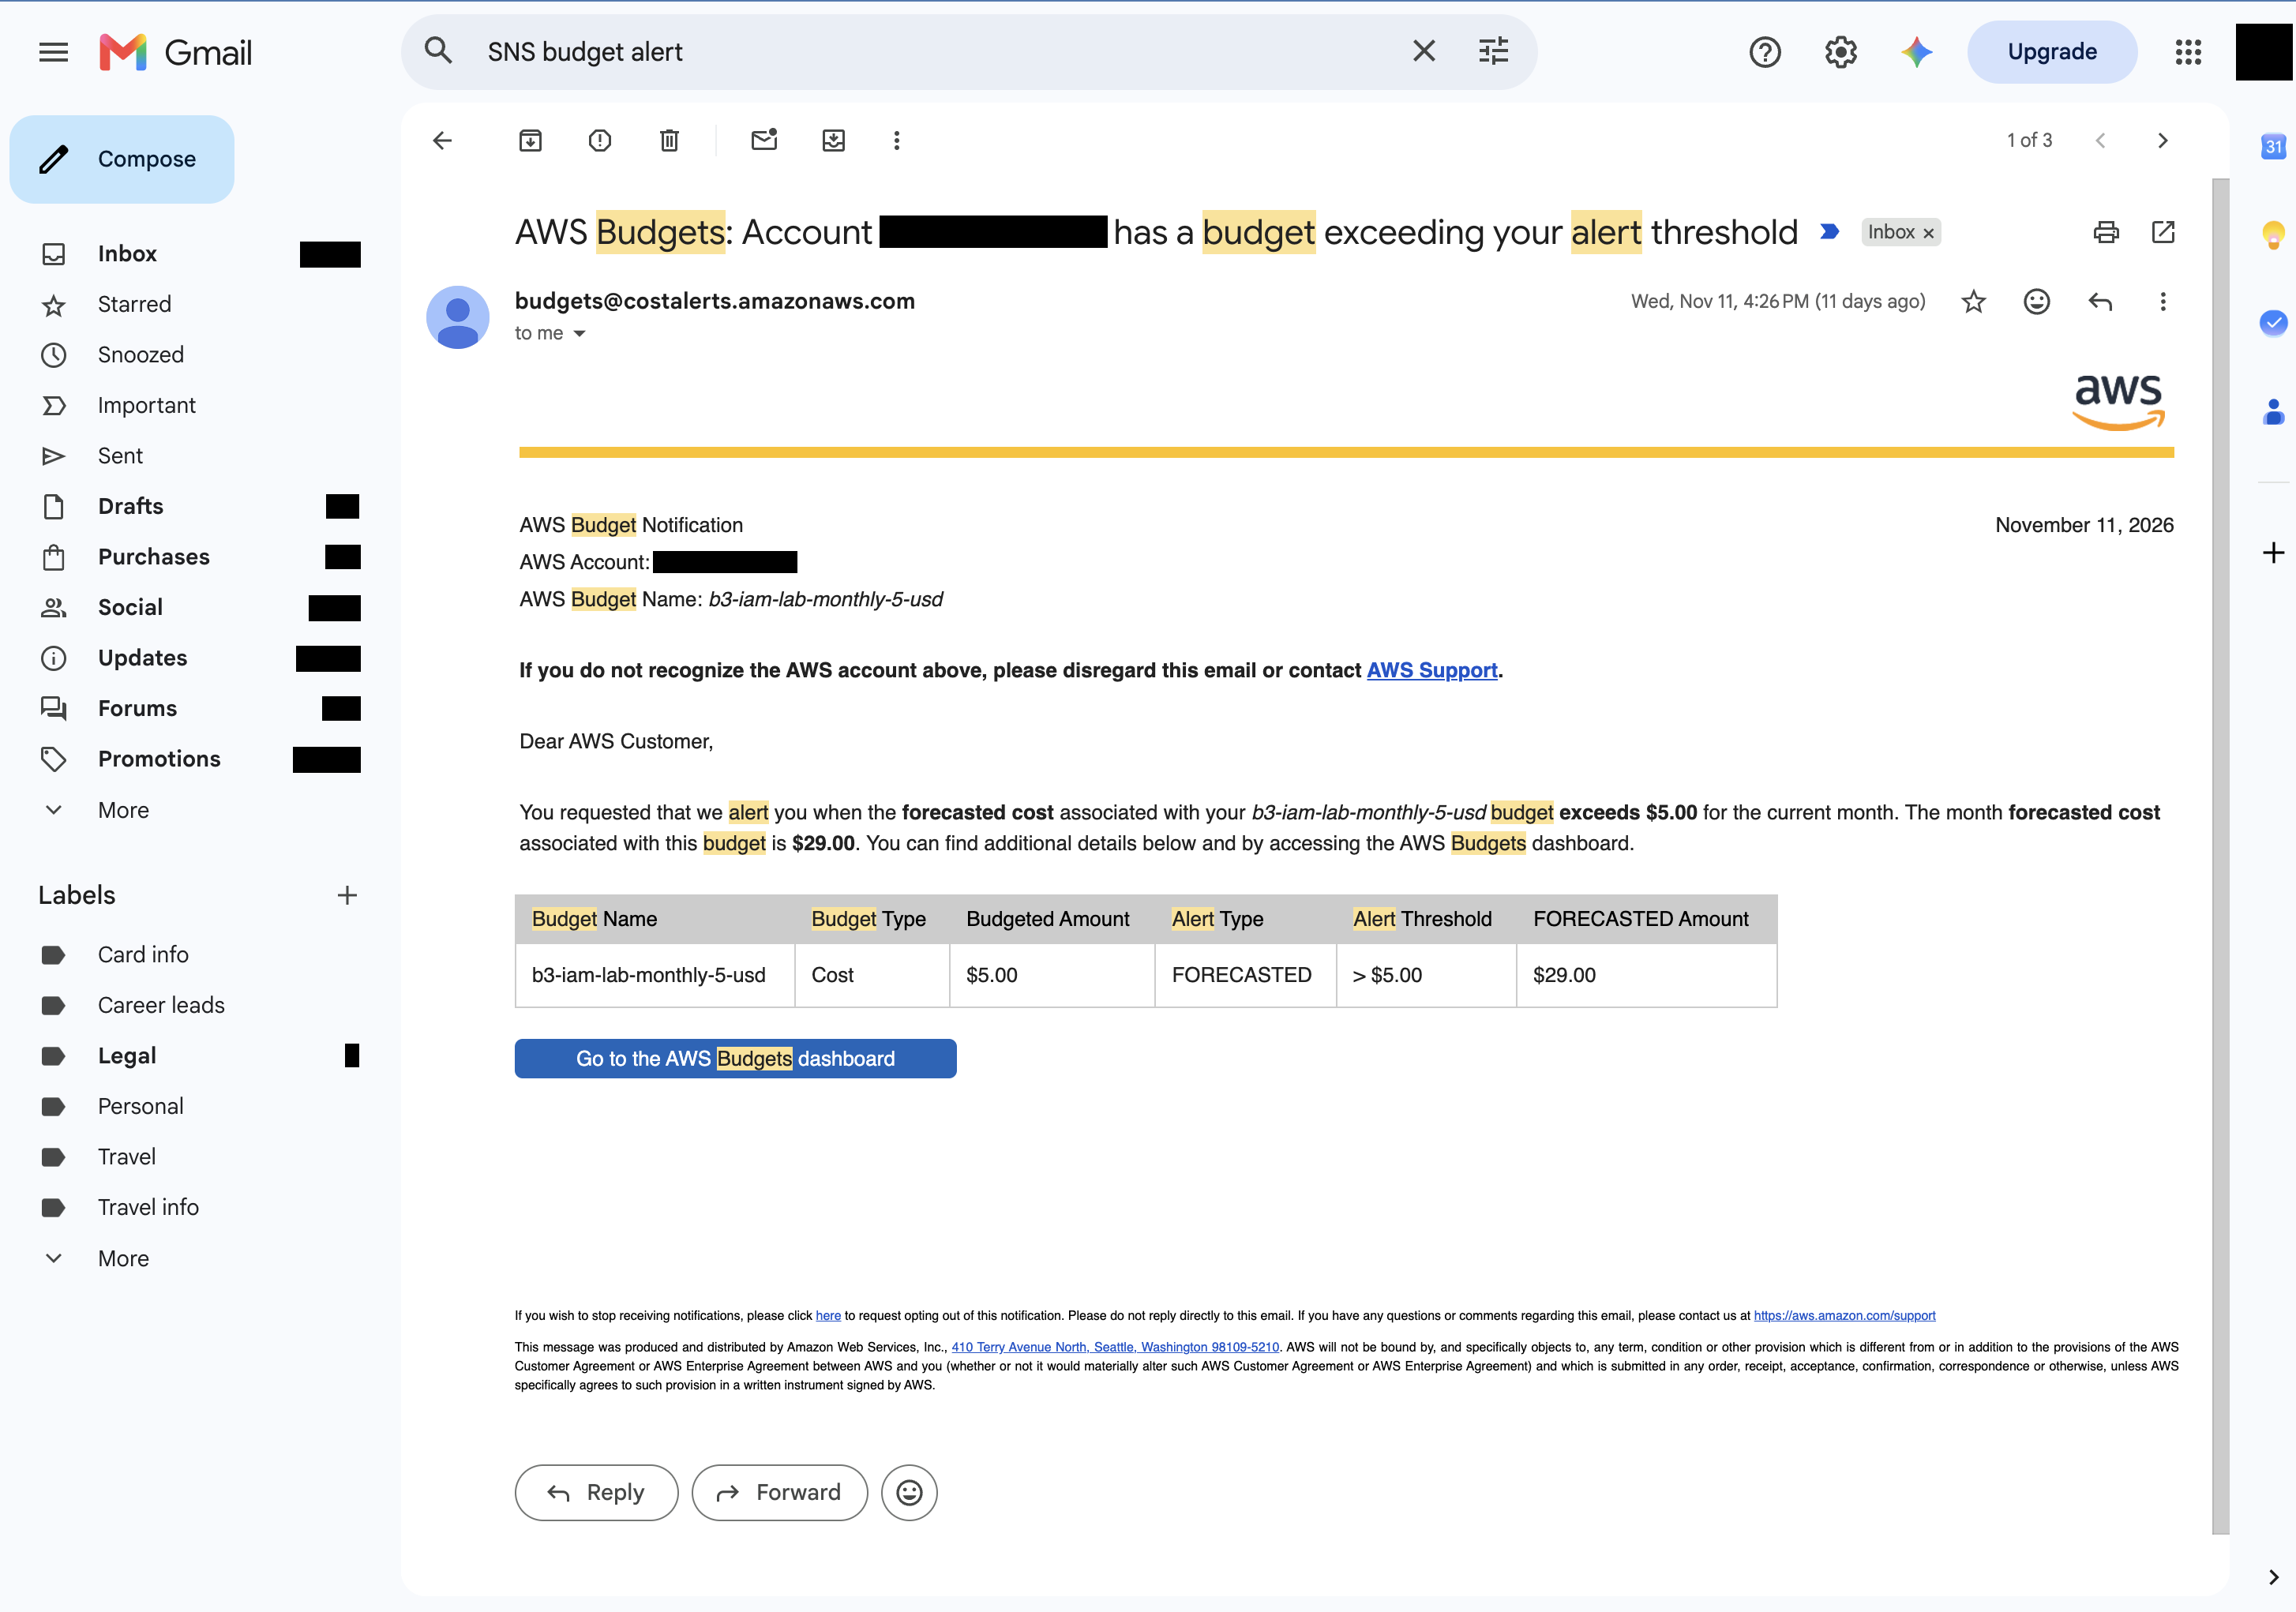 Gmail
SNS budget alert
Upgrade
Compose
1 of 3
31
Inbox
Starred
Snoozed
Important
Sent
Drafts
Purchases
Social
Updates
Forums
Promotions
More
Labels
Card info
Career leads
Legal
Personal
Travel
Travel info
More
AWS Budgets: Account has a budget exceeding your alert threshold
Inbox ×
budgets@costalerts.amazonaws.com
Wed, Nov 11, 4:26 PM (11 days ago)
to me
aws
AWS Budget Notification
November 11, 2026
AWS Account:
AWS Budget Name: b3-iam-lab-monthly-5-usd
If you do not recognize the AWS account above, please disregard this email or contact AWS Support.
Dear AWS Customer,
You requested that we alert you when the forecasted cost associated with your b3-iam-lab-monthly-5-usd budget exceeds $5.00 for the current month. The month forecasted cost
associated with this budget is $29.00. You can find additional details below and by accessing the AWS Budgets dashboard.
Budget Name Budget Type Budgeted Amount Alert Type Alert Threshold FORECASTED Amount
b3-iam-lab-monthly-5-usd Cost $5.00 FORECASTED > $5.00 $29.00
Go to the AWS Budgets dashboard
If you wish to stop receiving notifications, please click here to request opting out of this notification. Please do not reply directly to this email. If you have any questions or comments regarding this email, please contact us at https://aws.amazon.com/support
This message was produced and distributed by Amazon Web Services, Inc., 410 Terry Avenue North, Seattle, Washington 98109-5210. AWS will not be bound by, and specifically objects to, any term, condition or other provision which is different from or in addition to the provisions of the AWS
Customer Agreement or AWS Enterprise Agreement between AWS and you (whether or not it would materially alter such AWS Customer Agreement or AWS Enterprise Agreement) and which is submitted in any order, receipt, acceptance, confirmation, correspondence or otherwise, unless AWS
specifically agrees to such provision in a written instrument signed by AWS.
Reply
Forward